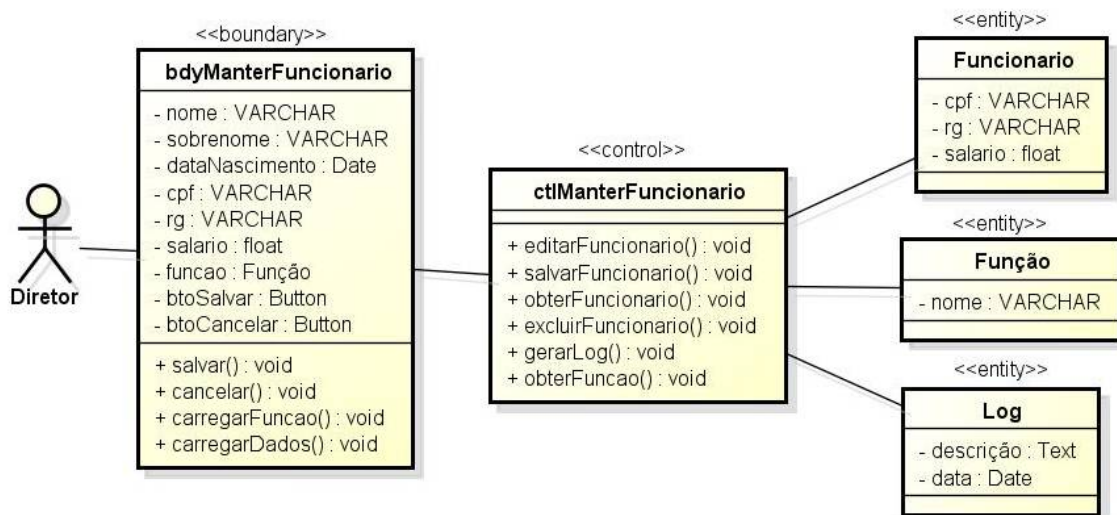 <<boundary>>
bdyManterFuncionario
- nome : VARCHAR
- sobrenome : VARCHAR
- dataNascimento : Date
- cpf : VARCHAR
- rg : VARCHAR
- salario : float
- funcao : Função
- btoSalvar : Button
- btoCancelar : Button
+ salvar() : void
+ cancelar() : void
+ carregarFuncao() : void
+ carregarDados() : void
Diretor
<<control>>
ctlManterFuncionario
+ editarFuncionario() : void
+ salvarFuncionario() : void
+ obterFuncionario() : void
+ excluirFuncionario() : void
+ gerarLog() : void
+ obterFuncao() : void
<<entity>>
Funcionario
- cpf : VARCHAR
- rg : VARCHAR
- salario : float
<<entity>>
Função
- nome : VARCHAR
<<entity>>
Log
- descrição : Text
- data : Date